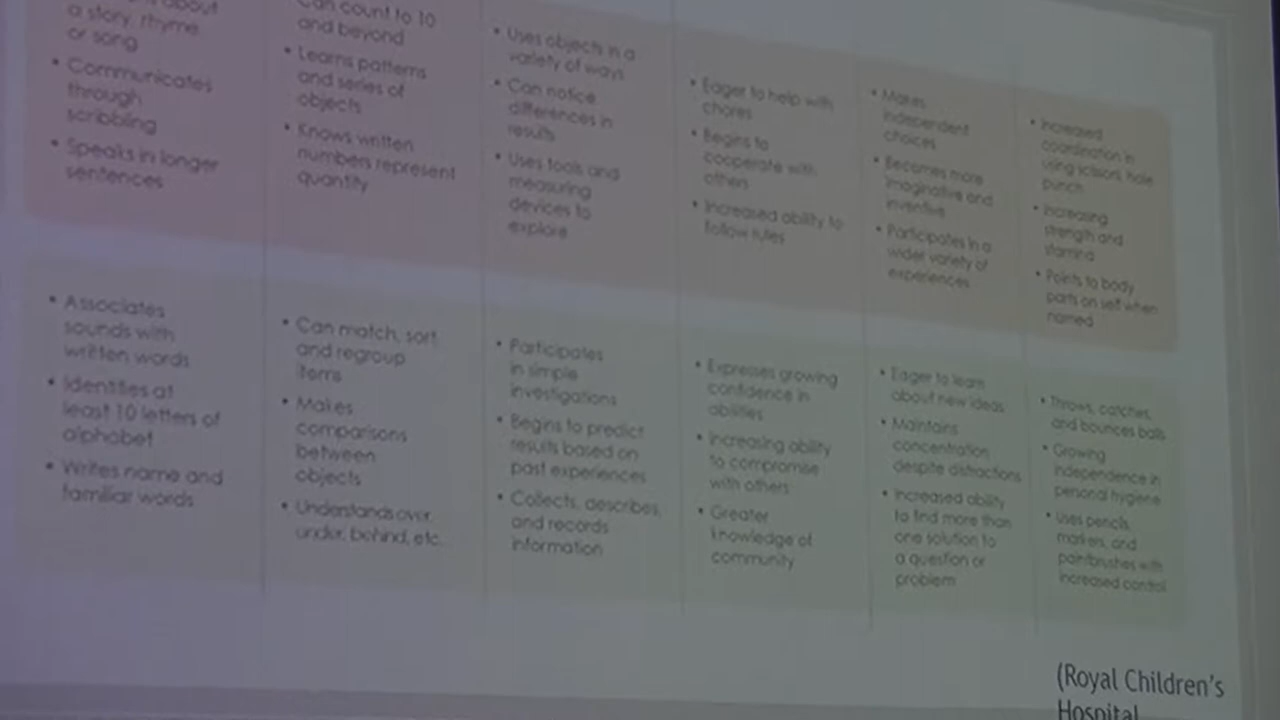 about
a story, rhyme,
or song
• Communicates
through
scribbling
• Speaks in longer
sentences
Can count to 10
and beyond
• Learns patterns
and series of
objects
• Knows written
numbers represent
quantity
• Uses objects in a
variety of ways
• Can notice
differences in
results
• Uses tools and
measuring
devices to
explore
• Eager to help with
chores
• Begins to
cooperate with
others
• Increased ability to
follow rules
• Makes
independent
choices
• Becomes more
imaginative and
inventive
• Participates in a
wider variety of
experiences
• Increased
coordination in
using scissors, hole
punch
• Increasing
strength and
stamina
• Points to body
parts on self when
named
• Associates
sounds with
written words
• Identifies at
least 10 letters of
alphabet
• Writes name and
familiar words
• Can match, sort
and regroup
items
• Makes
comparisons
between
objects
• Understands over,
under, behind, etc.
• Participates
in simple
investigations
• Begins to predict
results based on
past experiences
• Collects, describes,
and records
information
• Expresses growing
confidence in
abilities
• Increasing ability
to compromise
with others
• Greater
knowledge of
community
• Eager to learn
about new ideas
• Maintains
concentration
despite distractions
• Increased ability
to find more than
one solution to
a question or
problem
• Throws, catches,
and bounces balls
• Growing
independence in
personal hygiene
• Uses pencils,
markers, and
paintbrushes with
increased control
(Royal Children's
Hospital